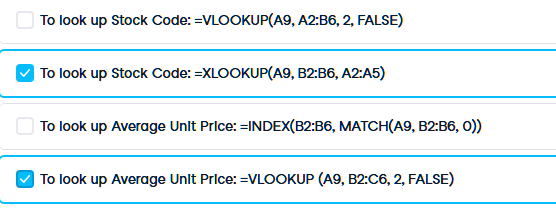 To look up Stock Code: =VLOOKUP(A9, A2:B6, 2, FALSE)
To look up Stock Code: =XLOOKUP(A9, B2:B6, A2:A5)
To look up Average Unit Price: =INDEX(B2:B6, MATCH(A9, B2:B6, 0))
To look up Average Unit Price: =VLOOKUP (A9, B2:C6, 2, FALSE)